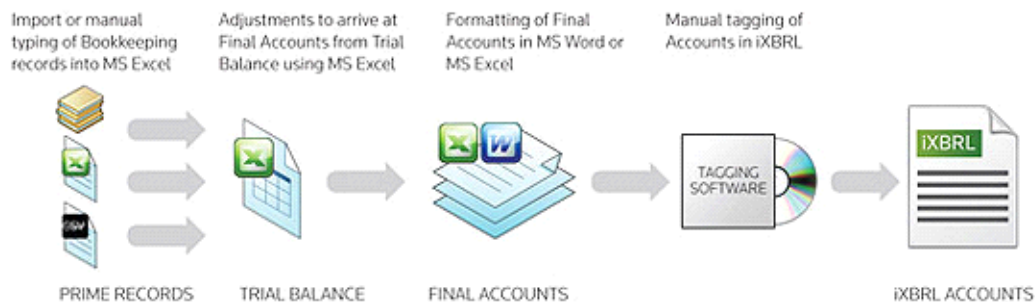 Import or manual
typing of Bookkeeping
records into MS Excel
Adjustments to arrive at
Final Accounts from Trial
Balance using MS Excel
Formatting of Final
Accounts in MS Word or
MS Excel
Manual tagging of
Accounts in iXBRL
iXBRL
TAGGING
SOFTWARE
PRIME RECORDS
TRIAL BALANCE
FINAL ACCOUNTS
iXBRL ACCOUNTS